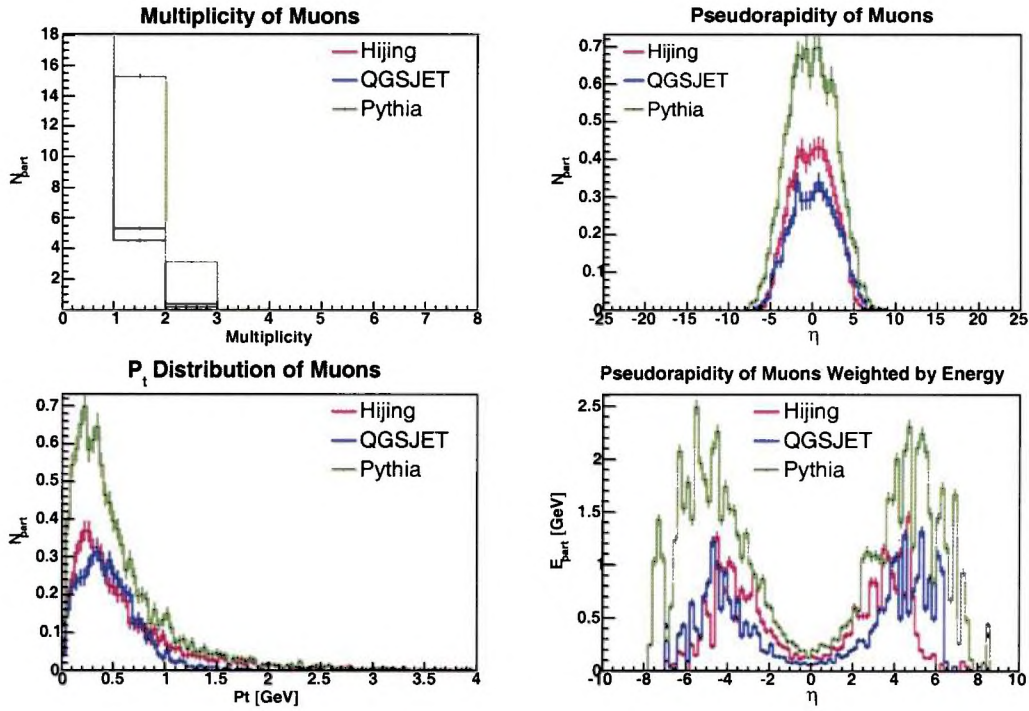 Multiplicity of Muons
N_part
18
16
14
12
10
8
6
4
2
0 1 2 3 4 5 6 7 8
Multiplicity
Hijing
QGSJET
Pythia
Pseudorapidity of Muons
N_part
0.7
0.6
0.5
0.4
0.3
0.2
0.1
0
-25 -20 -15 -10 -5 0 5 10 15 20 25
η
Hijing
QGSJET
Pythia
P_t Distribution of Muons
N_part
0.7
0.6
0.5
0.4
0.3
0.2
0.1
0
0 0.5 1 1.5 2 2.5 3 3.5 4
Pt [GeV]
Hijing
QGSJET
Pythia
Pseudorapidity of Muons Weighted by Energy
E_part [GeV]
2.5
2
1.5
1
0.5
0
-10 -8 -6 -4 -2 0 2 4 6 8 10
η
Hijing
QGSJET
Pythia